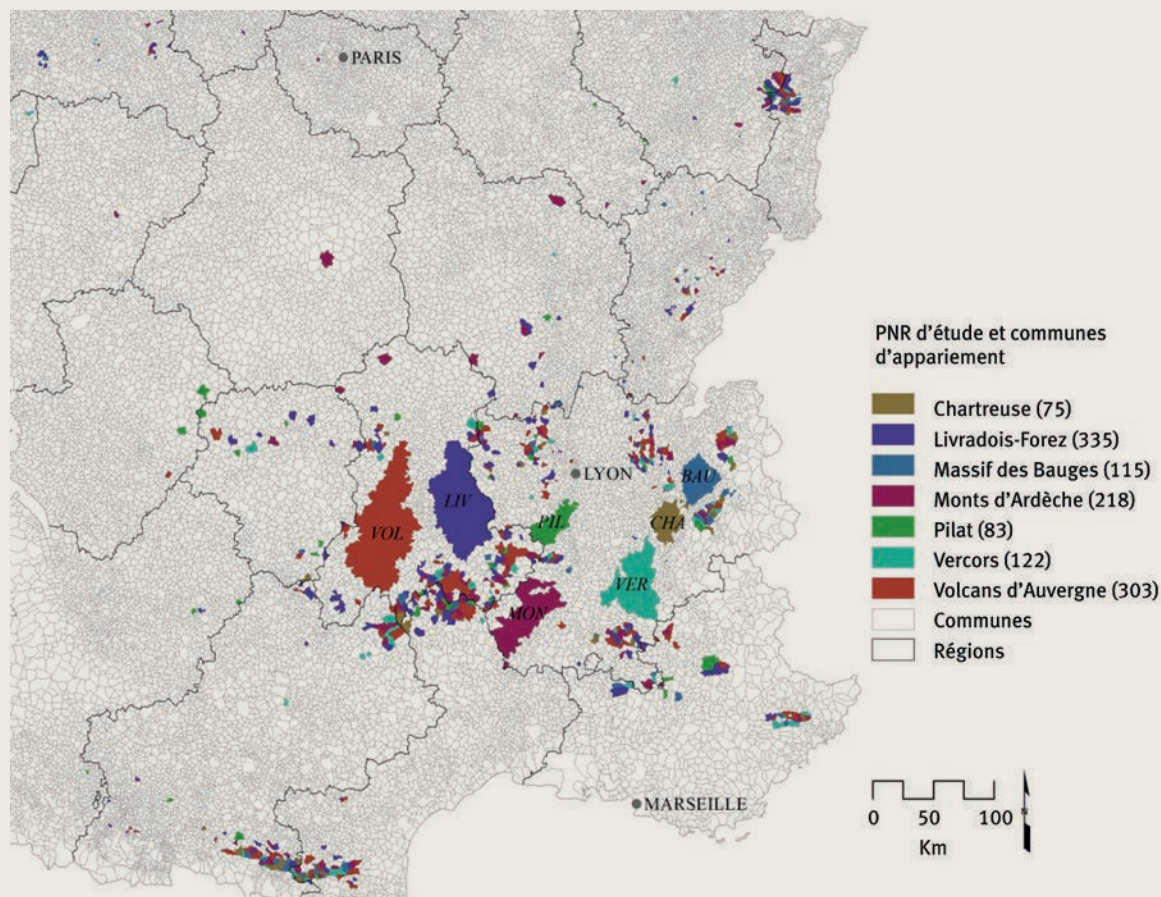 PARIS
LYON
BAU
LIV
VOL
PIL
CHA
VER
MON
MARSEILLE
PNR d'étude et communes
d'appariement
Chartreuse (75)
Livradois-Forez (335)
Massif des Bauges (115)
Monts d'Ardèche (218)
Pilat (83)
Vercors (122)
Volcans d'Auvergne (303)
Communes
Régions
0 50 100
Km
N